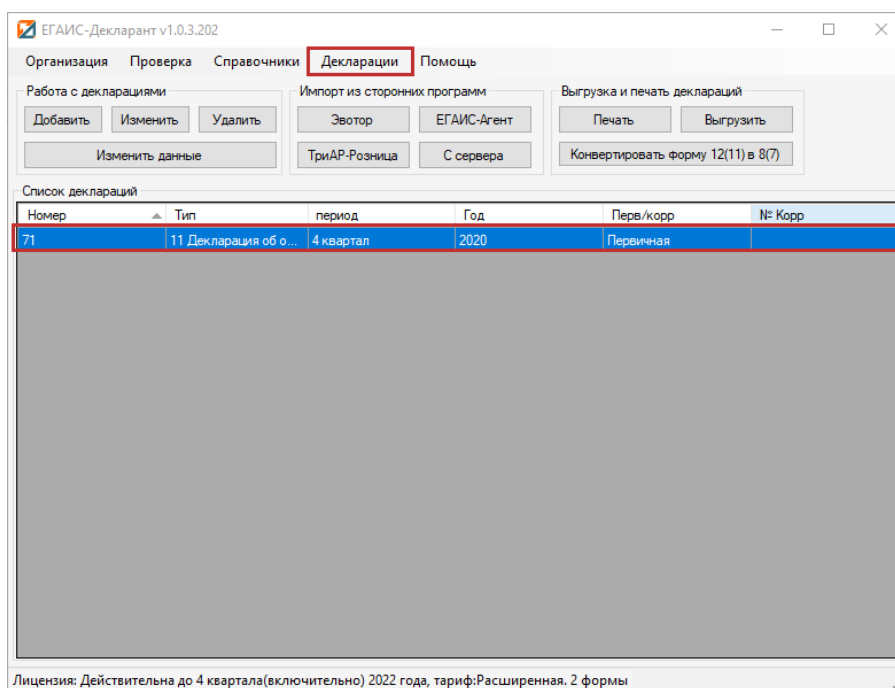 ЕГАИС-Декларант v1.0.3.202
Организация Проверка Справочники Декларации Помощь
Работа с декларациями Импорт из сторонних программ Выгрузка и печать деклараций
Добавить Изменить Удалить Эвотор ЕГАИС-Агент Печать Выгрузить
Изменить данные ТриАР-Розница С сервера Конвертировать форму 12(11) в 8(7)
Список деклараций
Номер Тип период Год Перв/корр № Корр
71 11 Декларация об о... 4 квартал 2020 Первичная
Лицензия: Действительна до 4 квартала(включительно) 2022 года, тариф:Расширенная. 2 формы